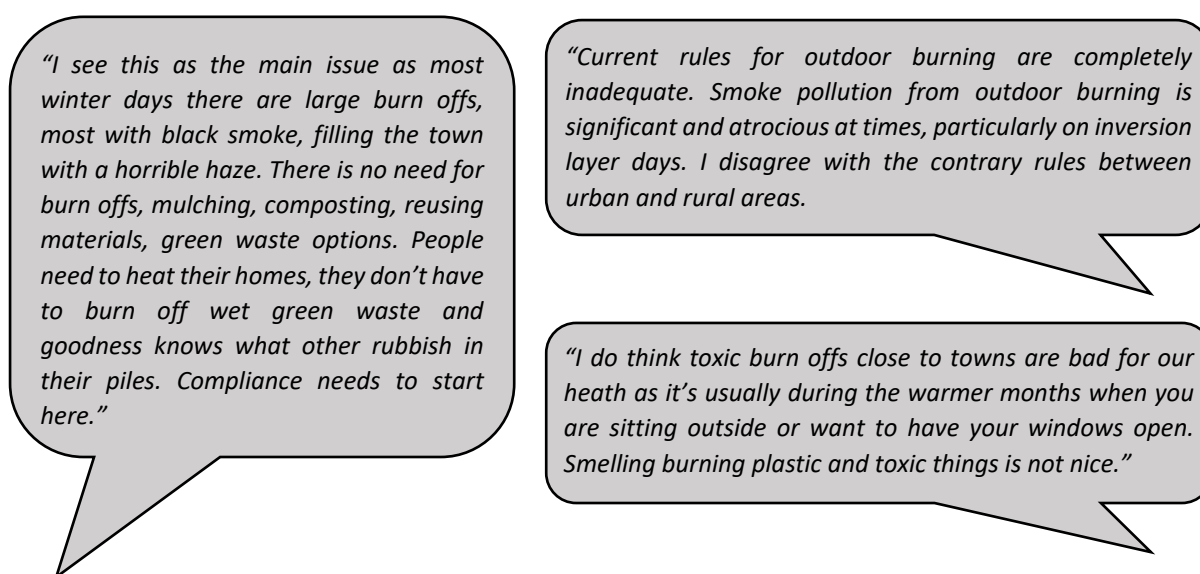 “I see this as the main issue as most
winter days there are large burn offs,
most with black smoke, filling the town
with a horrible haze. There is no need for
burn offs, mulching, composting, reusing
materials, green waste options. People
need to heat their homes, they don’t have
to burn off wet green waste and
goodness knows what other rubbish in
their piles. Compliance needs to start
here.”
“Current rules for outdoor burning are completely
inadequate. Smoke pollution from outdoor burning is
significant and atrocious at times, particularly on inversion
layer days. I disagree with the contrary rules between
urban and rural areas.
“I do think toxic burn offs close to towns are bad for our
heath as it’s usually during the warmer months when you
are sitting outside or want to have your windows open.
Smelling burning plastic and toxic things is not nice.”